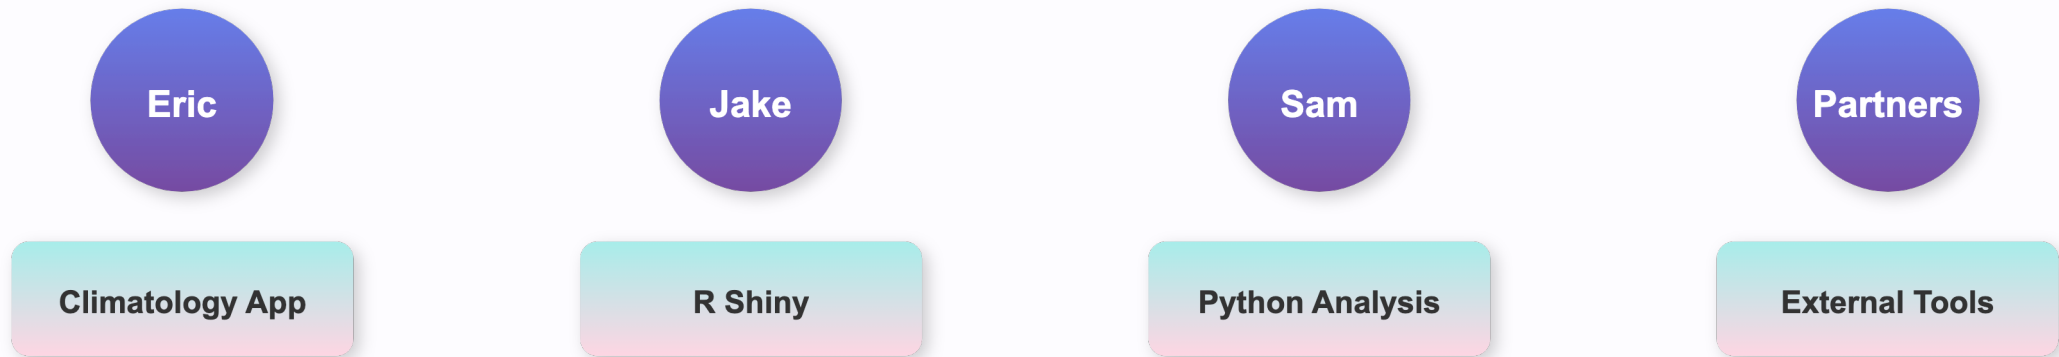 Eric
Jake
Sam
Partners
Climatology App
R Shiny
Python Analysis
External Tools